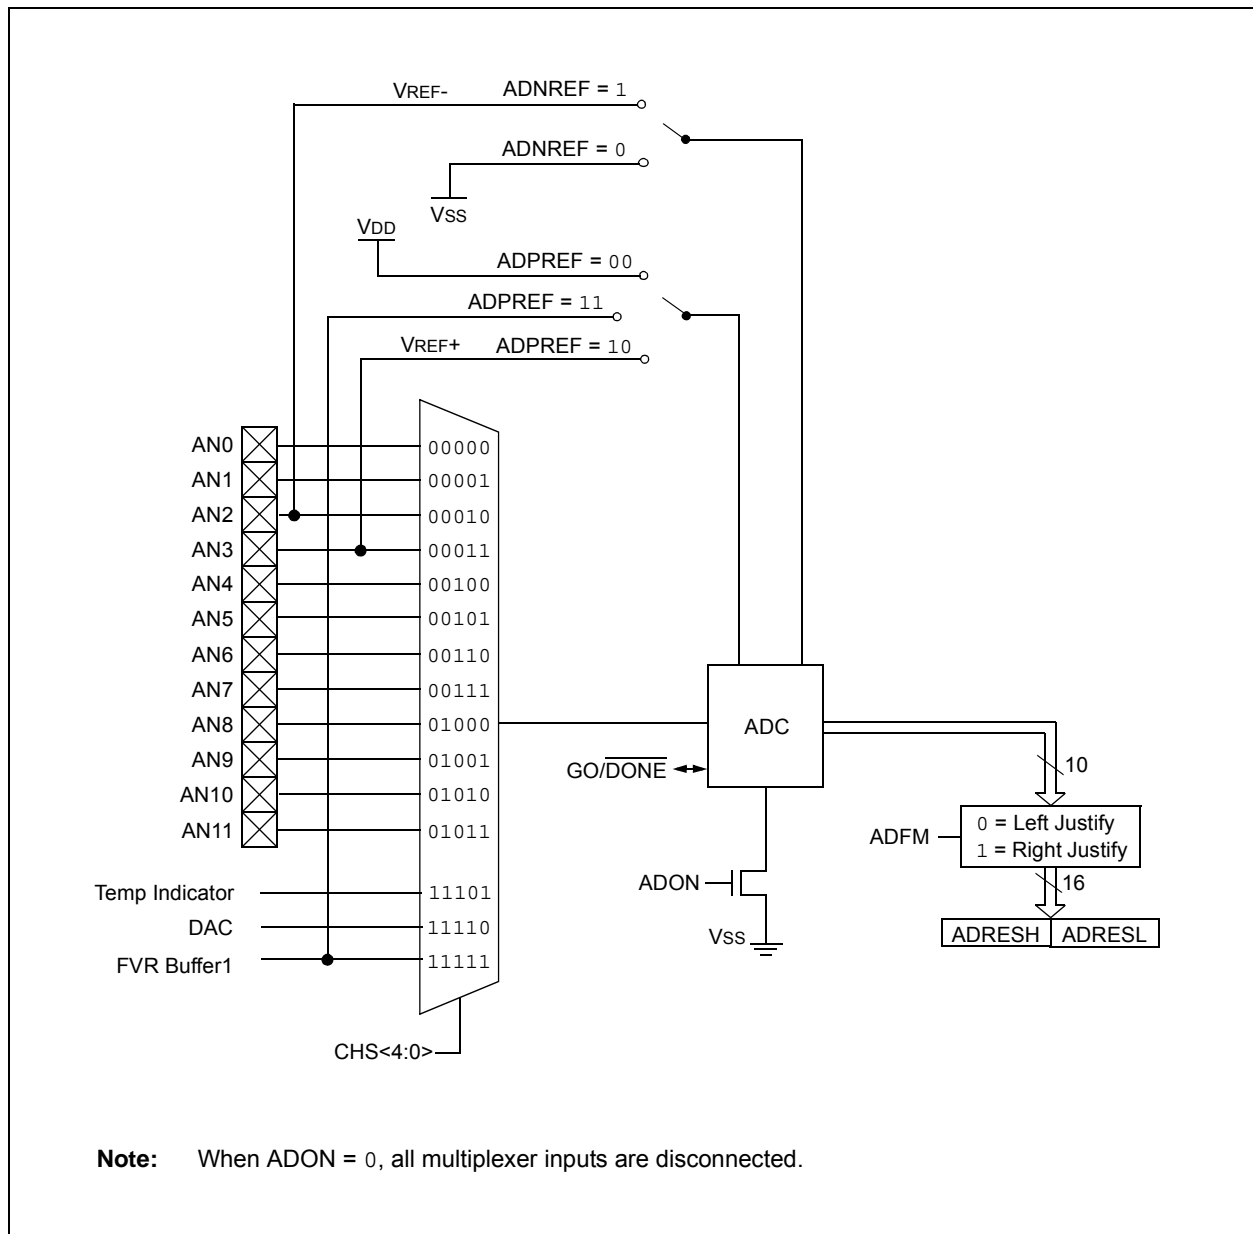 VREF- ADNREF = 1
ADNREF = 0
VSS
VDD
ADPREF = 00
ADPREF = 11
VREF+ ADPREF = 10
AN0 00000
AN1 00001
AN2 00010
AN3 00011
AN4 00100
AN5 00101
AN6 00110
AN7 00111
AN8 01000
AN9 01001
AN10 01010
AN11 01011
Temp Indicator 11101
DAC 11110
FVR Buffer1 11111
CHS<4:0>
ADC
GO/DONE
ADON
VSS
10
ADFM
0 = Left Justify
1 = Right Justify
16
ADRESH ADRESL
Note: When ADON = 0, all multiplexer inputs are disconnected.